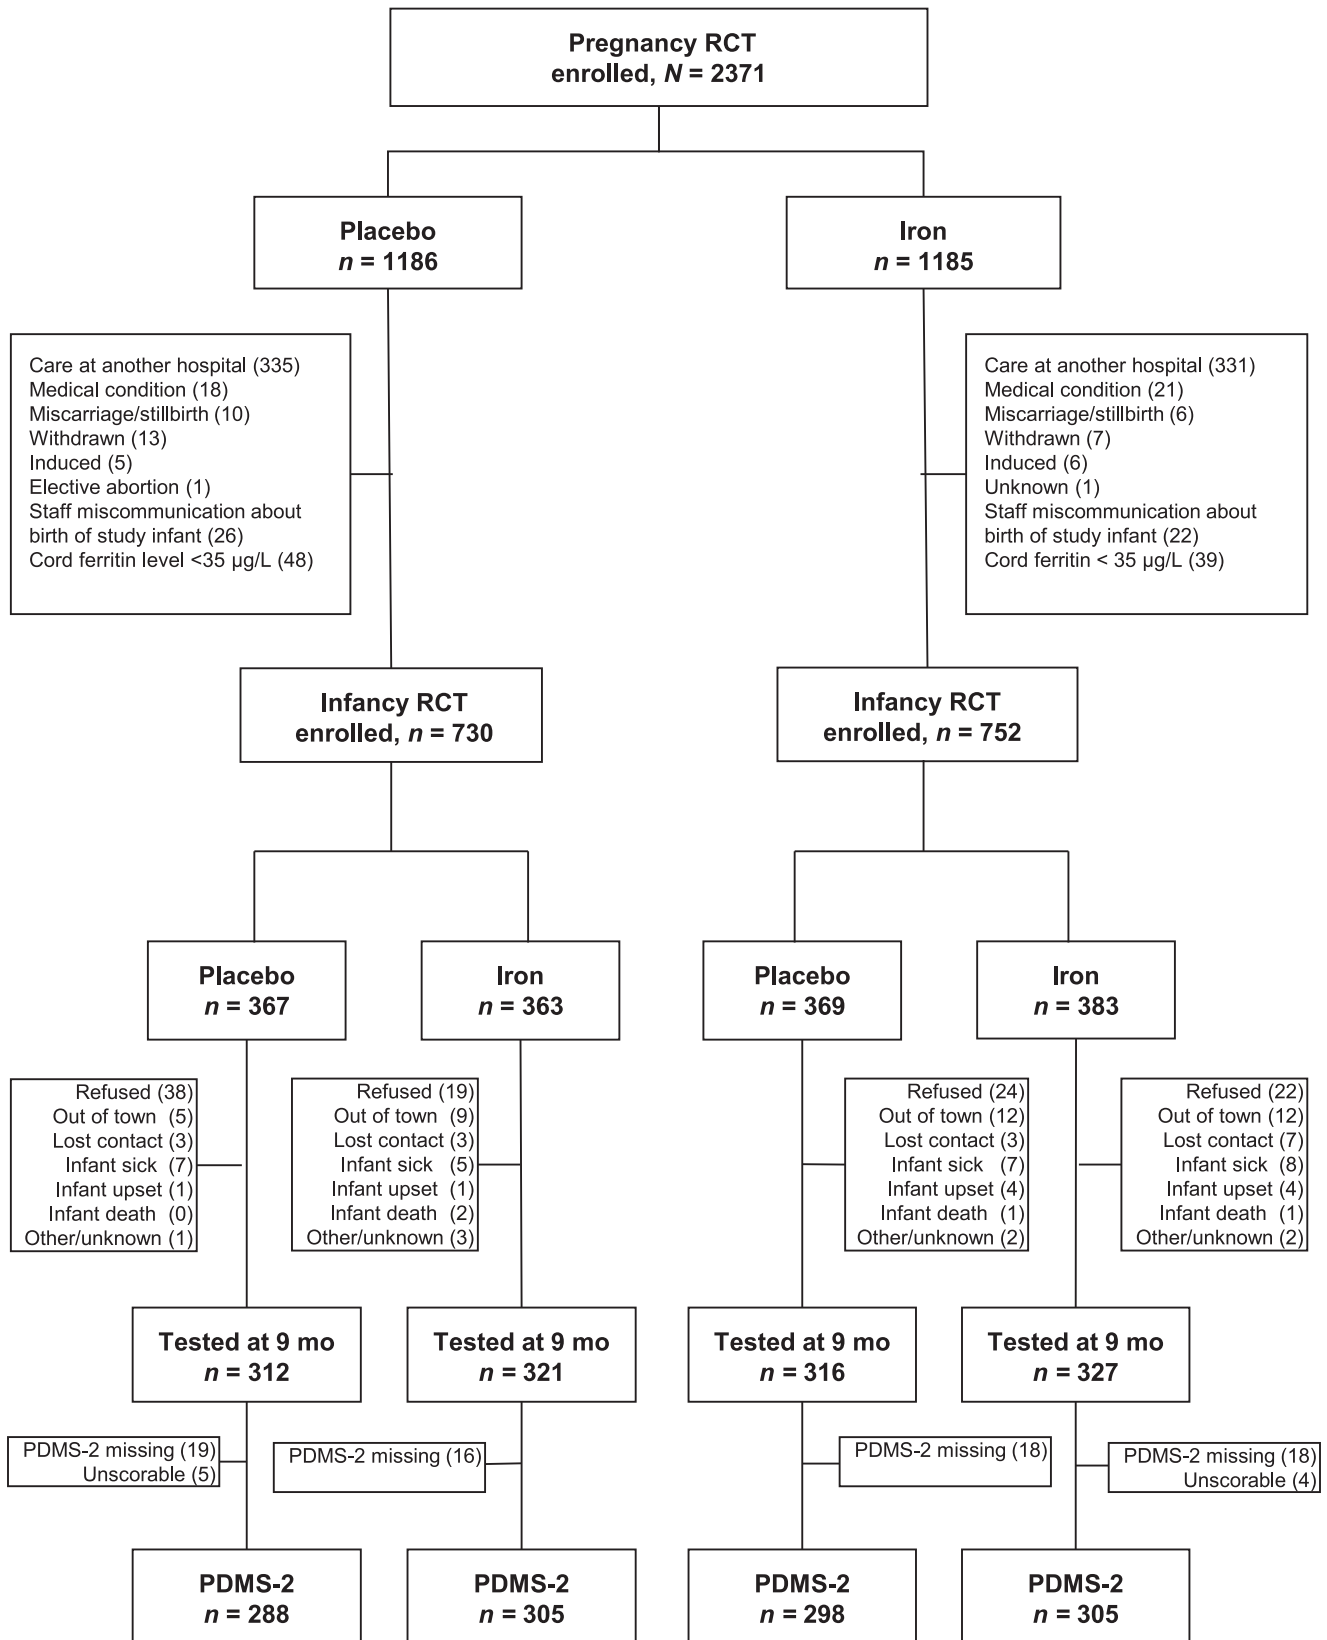 Pregnancy RCT
enrolled, N = 2371
Placebo
n = 1186
Iron
n = 1185
Care at another hospital (335)
Medical condition (18)
Miscarriage/stillbirth (10)
Withdrawn (13)
Induced (5)
Elective abortion (1)
Staff miscommunication about
birth of study infant (26)
Cord ferritin level <35 µg/L (48)
Care at another hospital (331)
Medical condition (21)
Miscarriage/stillbirth (6)
Withdrawn (7)
Induced (6)
Unknown (1)
Staff miscommunication about
birth of study infant (22)
Cord ferritin < 35 µg/L (39)
Infancy RCT
enrolled, n = 730
Infancy RCT
enrolled, n = 752
Placebo
n = 367
Iron
n = 363
Placebo
n = 369
Iron
n = 383
Refused (38)
Out of town (5)
Lost contact (3)
Infant sick (7)
Infant upset (1)
Infant death (0)
Other/unknown (1)
Refused (19)
Out of town (9)
Lost contact (3)
Infant sick (5)
Infant upset (1)
Infant death (2)
Other/unknown (3)
Refused (24)
Out of town (12)
Lost contact (3)
Infant sick (7)
Infant upset (4)
Infant death (1)
Other/unknown (2)
Refused (22)
Out of town (12)
Lost contact (7)
Infant sick (8)
Infant upset (4)
Infant death (1)
Other/unknown (2)
Tested at 9 mo
n = 312
Tested at 9 mo
n = 321
Tested at 9 mo
n = 316
Tested at 9 mo
n = 327
PDMS-2 missing (19)
Unscorable (5)
PDMS-2 missing (16)
PDMS-2 missing (18)
PDMS-2 missing (18)
Unscorable (4)
PDMS-2
n = 288
PDMS-2
n = 305
PDMS-2
n = 298
PDMS-2
n = 305